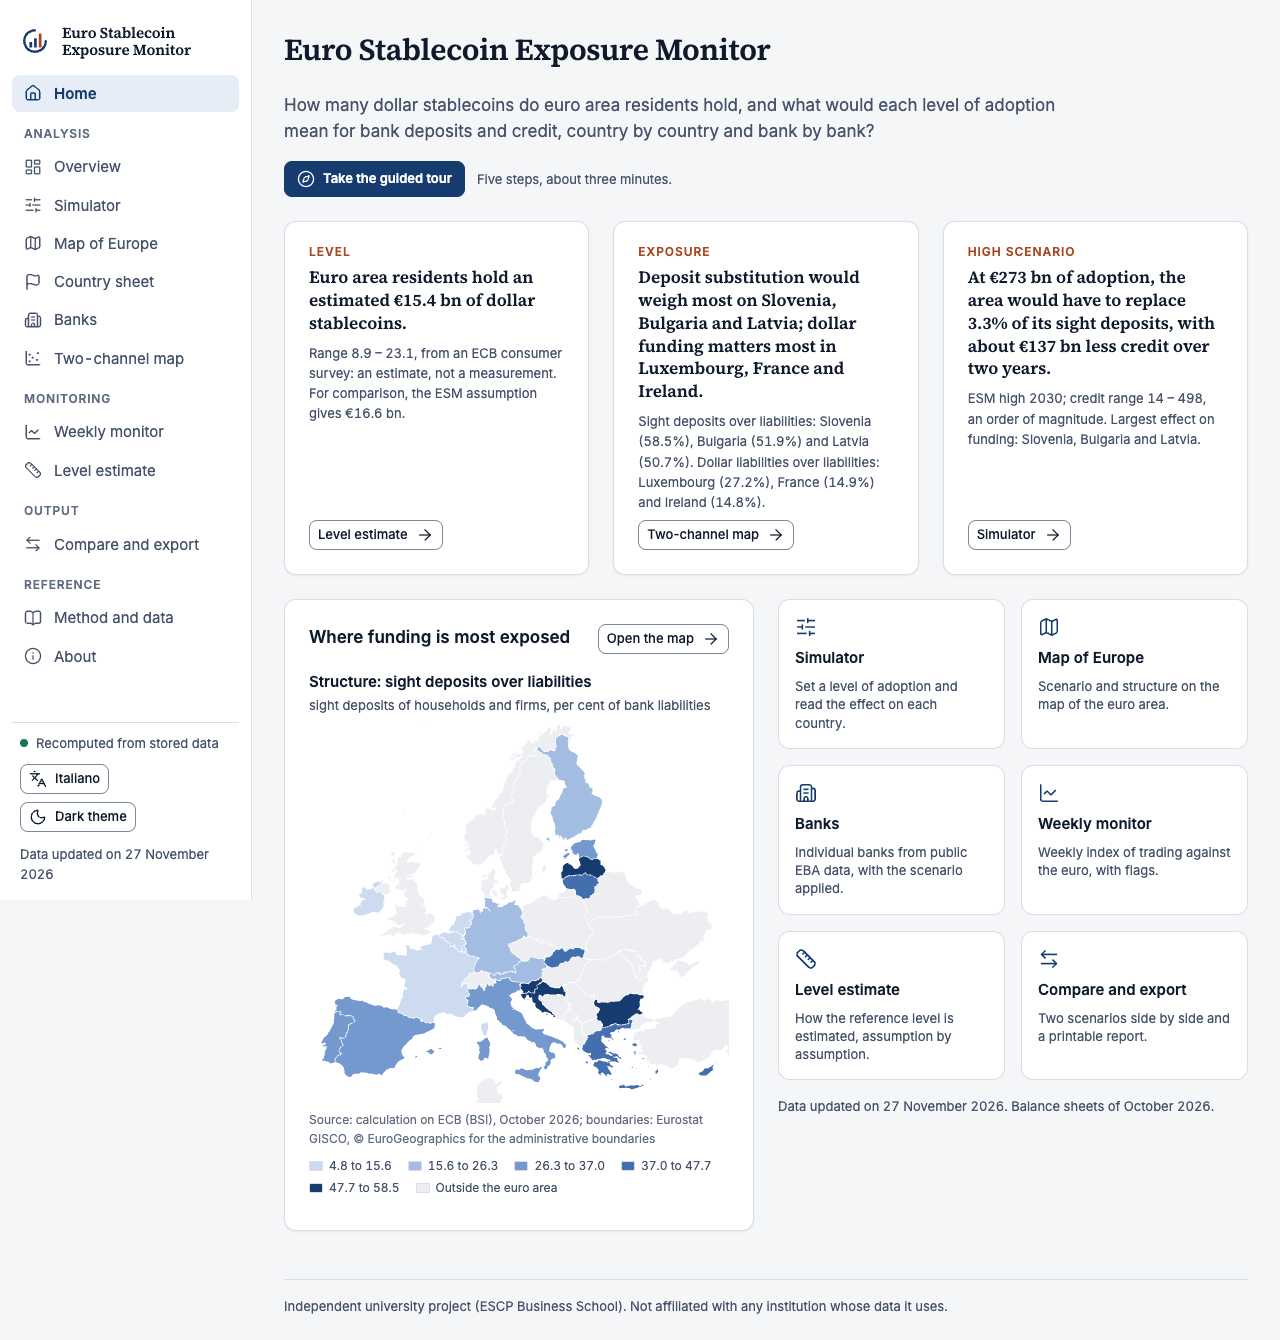 Euro Stablecoin
Exposure Monitor
Home
ANALYSIS
Overview
Simulator
Map of Europe
Country sheet
Banks
Two-channel map
MONITORING
Weekly monitor
Level estimate
OUTPUT
Compare and export
REFERENCE
Method and data
About
Recomputed from stored data
Italiano
Dark theme
Data updated on 27 November
2026
Euro Stablecoin Exposure Monitor
How many dollar stablecoins do euro area residents hold, and what would each level of adoption
mean for bank deposits and credit, country by country and bank by bank?
Take the guided tour
Five steps, about three minutes.
LEVEL
Euro area residents hold an
estimated €15.4 bn of dollar
stablecoins.
Range 8.9 – 23.1, from an ECB consumer
survey: an estimate, not a measurement.
For comparison, the ESM assumption
gives €16.6 bn.
Level estimate
EXPOSURE
Deposit substitution would
weigh most on Slovenia,
Bulgaria and Latvia; dollar
funding matters most in
Luxembourg, France and
Ireland.
Sight deposits over liabilities: Slovenia
(58.5%), Bulgaria (51.9%) and Latvia
(50.7%). Dollar liabilities over liabilities:
Luxembourg (27.2%), France (14.9%)
and Ireland (14.8%).
Two-channel map
HIGH SCENARIO
At €273 bn of adoption, the
area would have to replace
3.3% of its sight deposits, with
about €137 bn less credit over
two years.
ESM high 2030; credit range 14 – 498,
an order of magnitude. Largest effect on
funding: Slovenia, Bulgaria and Latvia.
Simulator
Where funding is most exposed
Open the map
Structure: sight deposits over liabilities
sight deposits of households and firms, per cent of bank liabilities
Source: calculation on ECB (BSI), October 2026; boundaries: Eurostat
GISCO, © EuroGeographics for the administrative boundaries
4.8 to 15.6
15.6 to 26.3
26.3 to 37.0
37.0 to 47.7
47.7 to 58.5
Outside the euro area
Simulator
Set a level of adoption and
read the effect on each
country.
Map of Europe
Scenario and structure on the
map of the euro area.
Banks
Individual banks from public
EBA data, with the scenario
applied.
Weekly monitor
Weekly index of trading against
the euro, with flags.
Level estimate
How the reference level is
estimated, assumption by
assumption.
Compare and export
Two scenarios side by side and
a printable report.
Data updated on 27 November 2026. Balance sheets of October 2026.
Independent university project (ESCP Business School). Not affiliated with any institution whose data it uses.